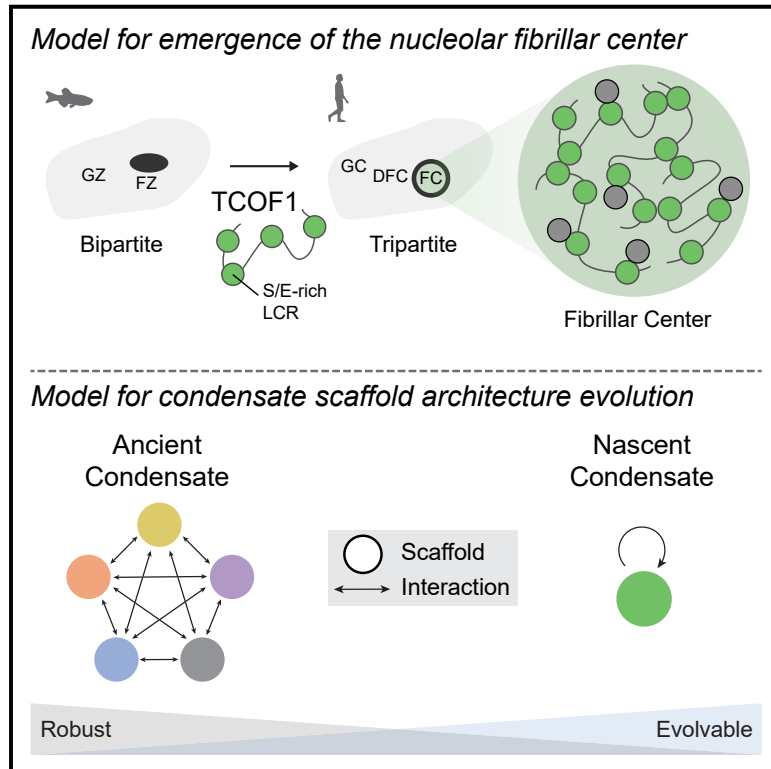 Model for emergence of the nucleolar fibrillar center
GZ
FZ
Bipartite
TCOF1
S/E-rich
LCR
GC
DFC
FC
Tripartite
Fibrillar Center
Model for condensate scaffold architecture evolution
Ancient
Condensate
Scaffold
Interaction
Nascent
Condensate
Robust
Evolvable